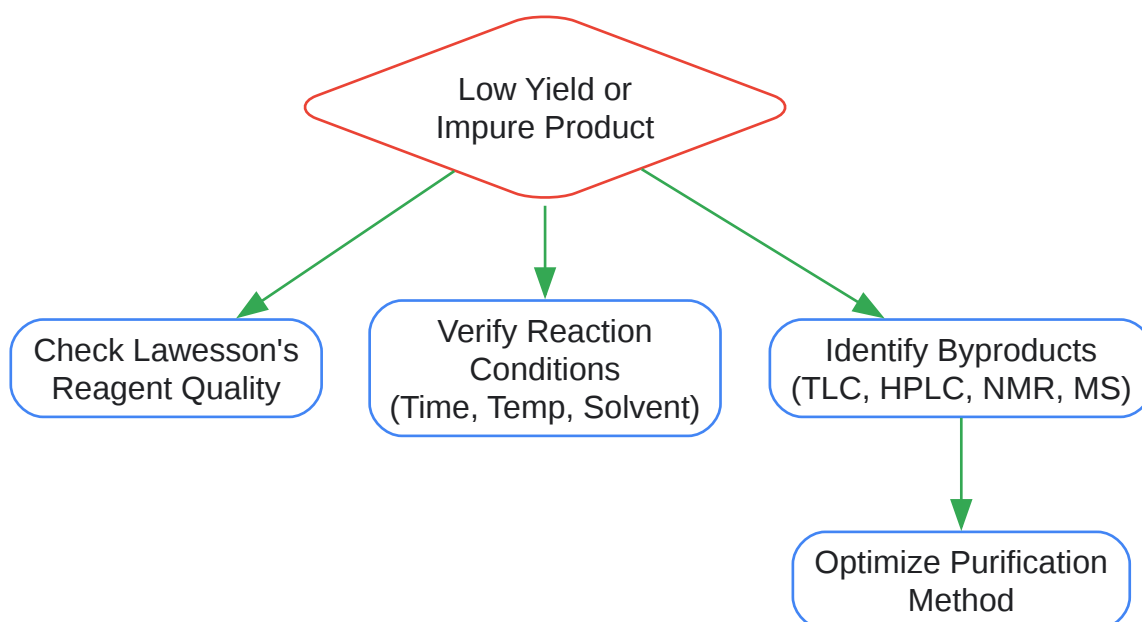 Low Yield or
Impure Product
Check Lawesson's
Reagent Quality
Verify Reaction
Conditions
(Time, Temp, Solvent)
Identify Byproducts
(TLC, HPLC, NMR, MS)
Optimize Purification
Method